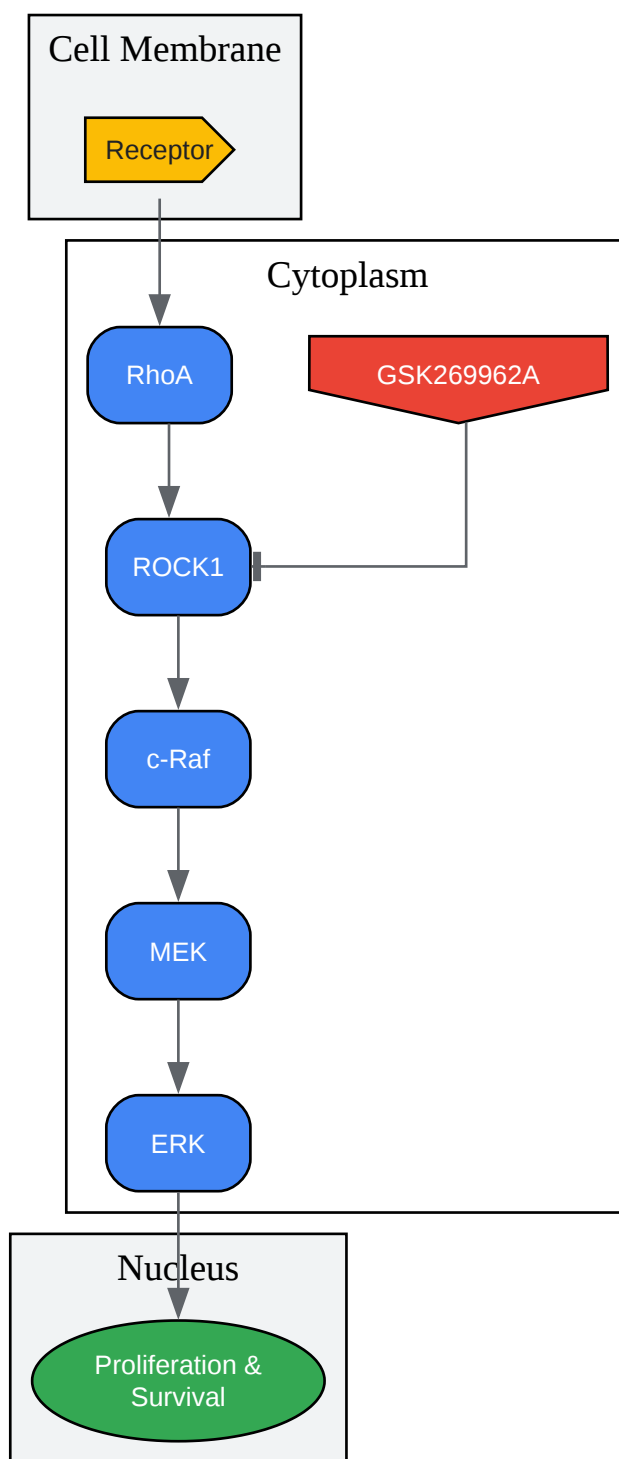 Cell Membrane
Receptor
Cytoplasm
RhoA
GSK269962A
ROCK1
c-Raf
MEK
ERK
Nucleus
Proliferation &
Survival